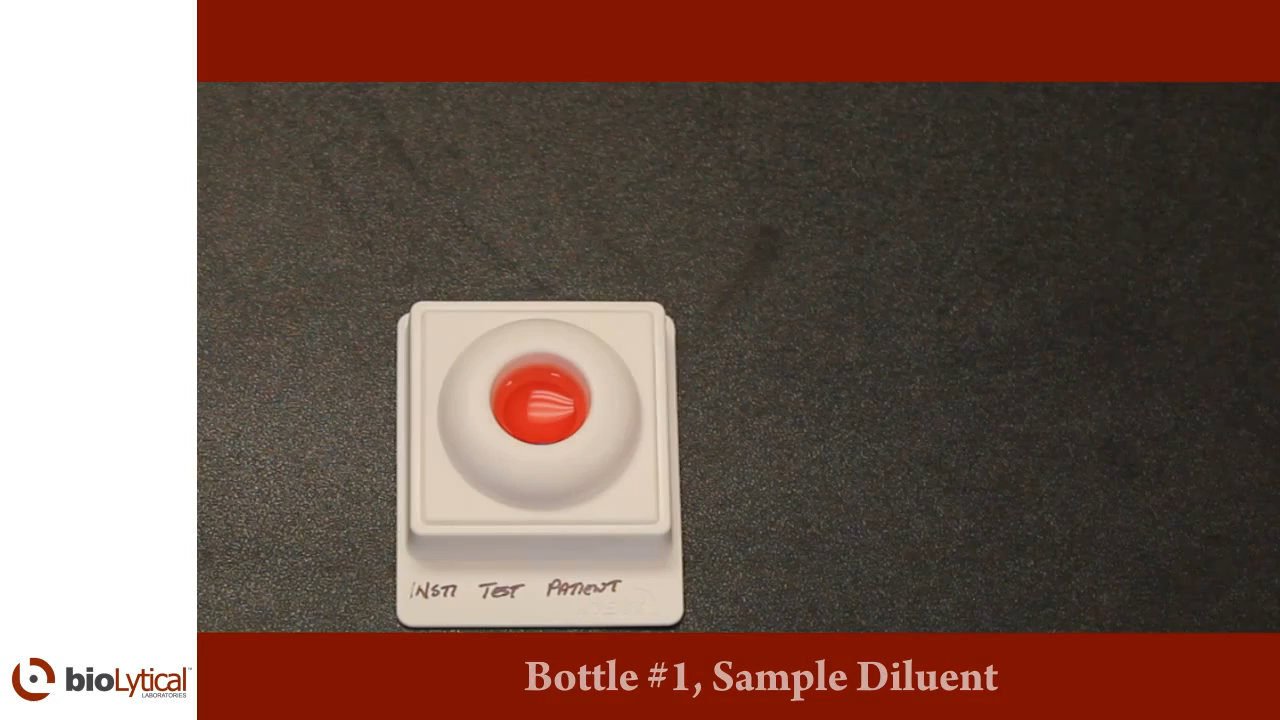 INSTI TEST PATIENT
bioLytical
LABORATORIES
Bottle #1, Sample Diluent